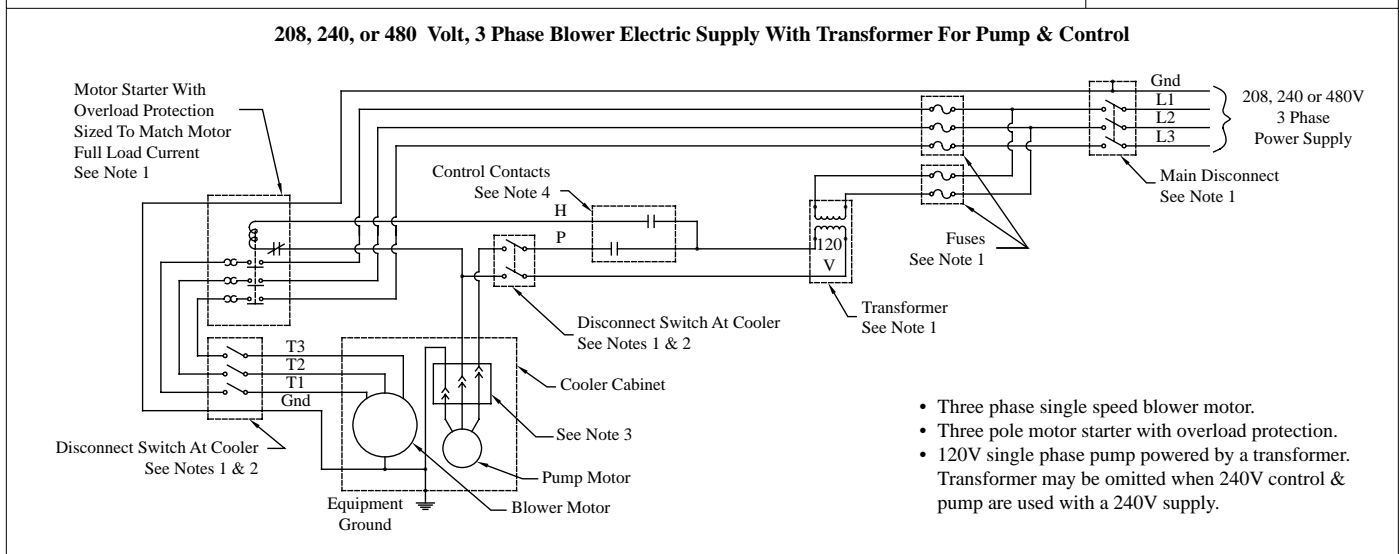 208, 240, or 480 Volt, 3 Phase Blower Electric Supply With Transformer For Pump & Control
Motor Starter With
Overload Protection
Sized To Match Motor
Full Load Current
See Note 1
Gnd
L1
L2
L3
208, 240 or 480V
3 Phase
Power Supply
Control Contacts
See Note 4
Main Disconnect
See Note 1
H
P
120
V
Fuses
See Note 1
Transformer
See Note 1
Disconnect Switch At Cooler
See Notes 1 & 2
T3
T2
T1
Gnd
Cooler Cabinet
See Note 3
Disconnect Switch At Cooler
See Notes 1 & 2
Pump Motor
Equipment
Ground
Blower Motor
• Three phase single speed blower motor.
• Three pole motor starter with overload protection.
• 120V single phase pump powered by a transformer.
Transformer may be omitted when 240V control &
pump are used with a 240V supply.